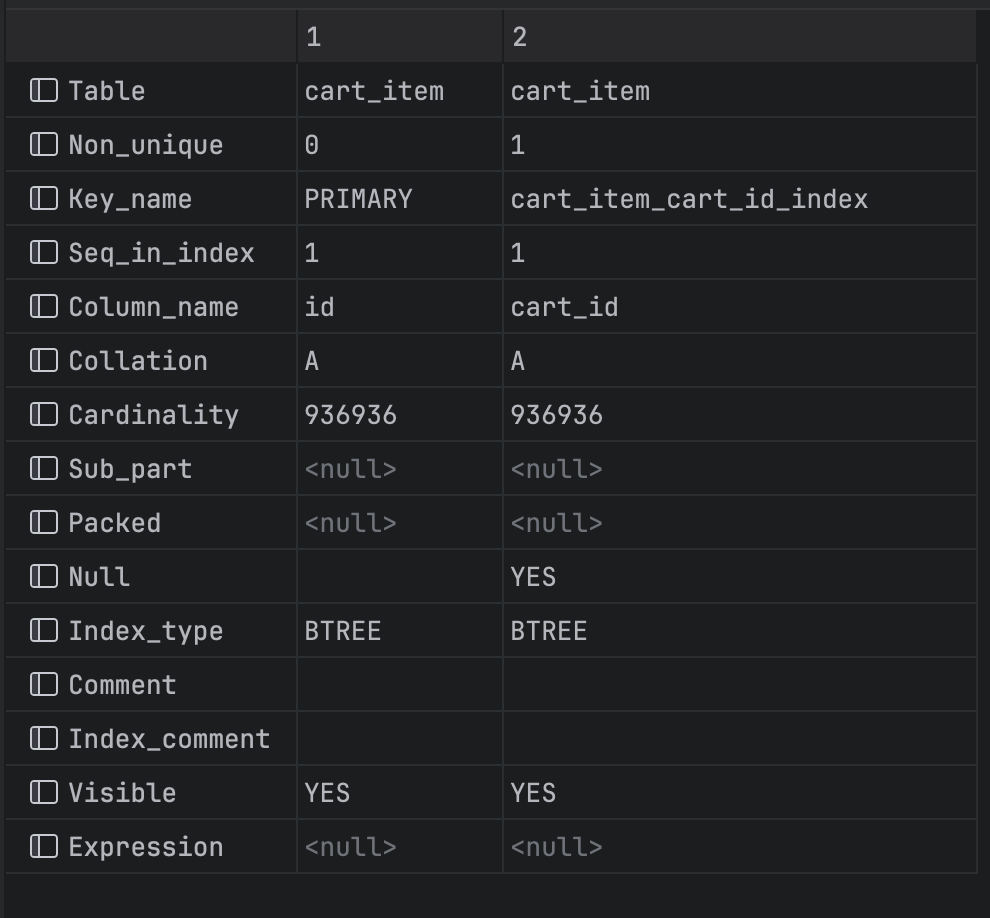 1 2
Table cart_item cart_item
Non_unique 0 1
Key_name PRIMARY cart_item_cart_id_index
Seq_in_index 1 1
Column_name id cart_id
Collation A A
Cardinality 936936 936936
Sub_part <null> <null>
Packed <null> <null>
Null YES
Index_type BTREE BTREE
Comment
Index_comment
Visible YES YES
Expression <null> <null>